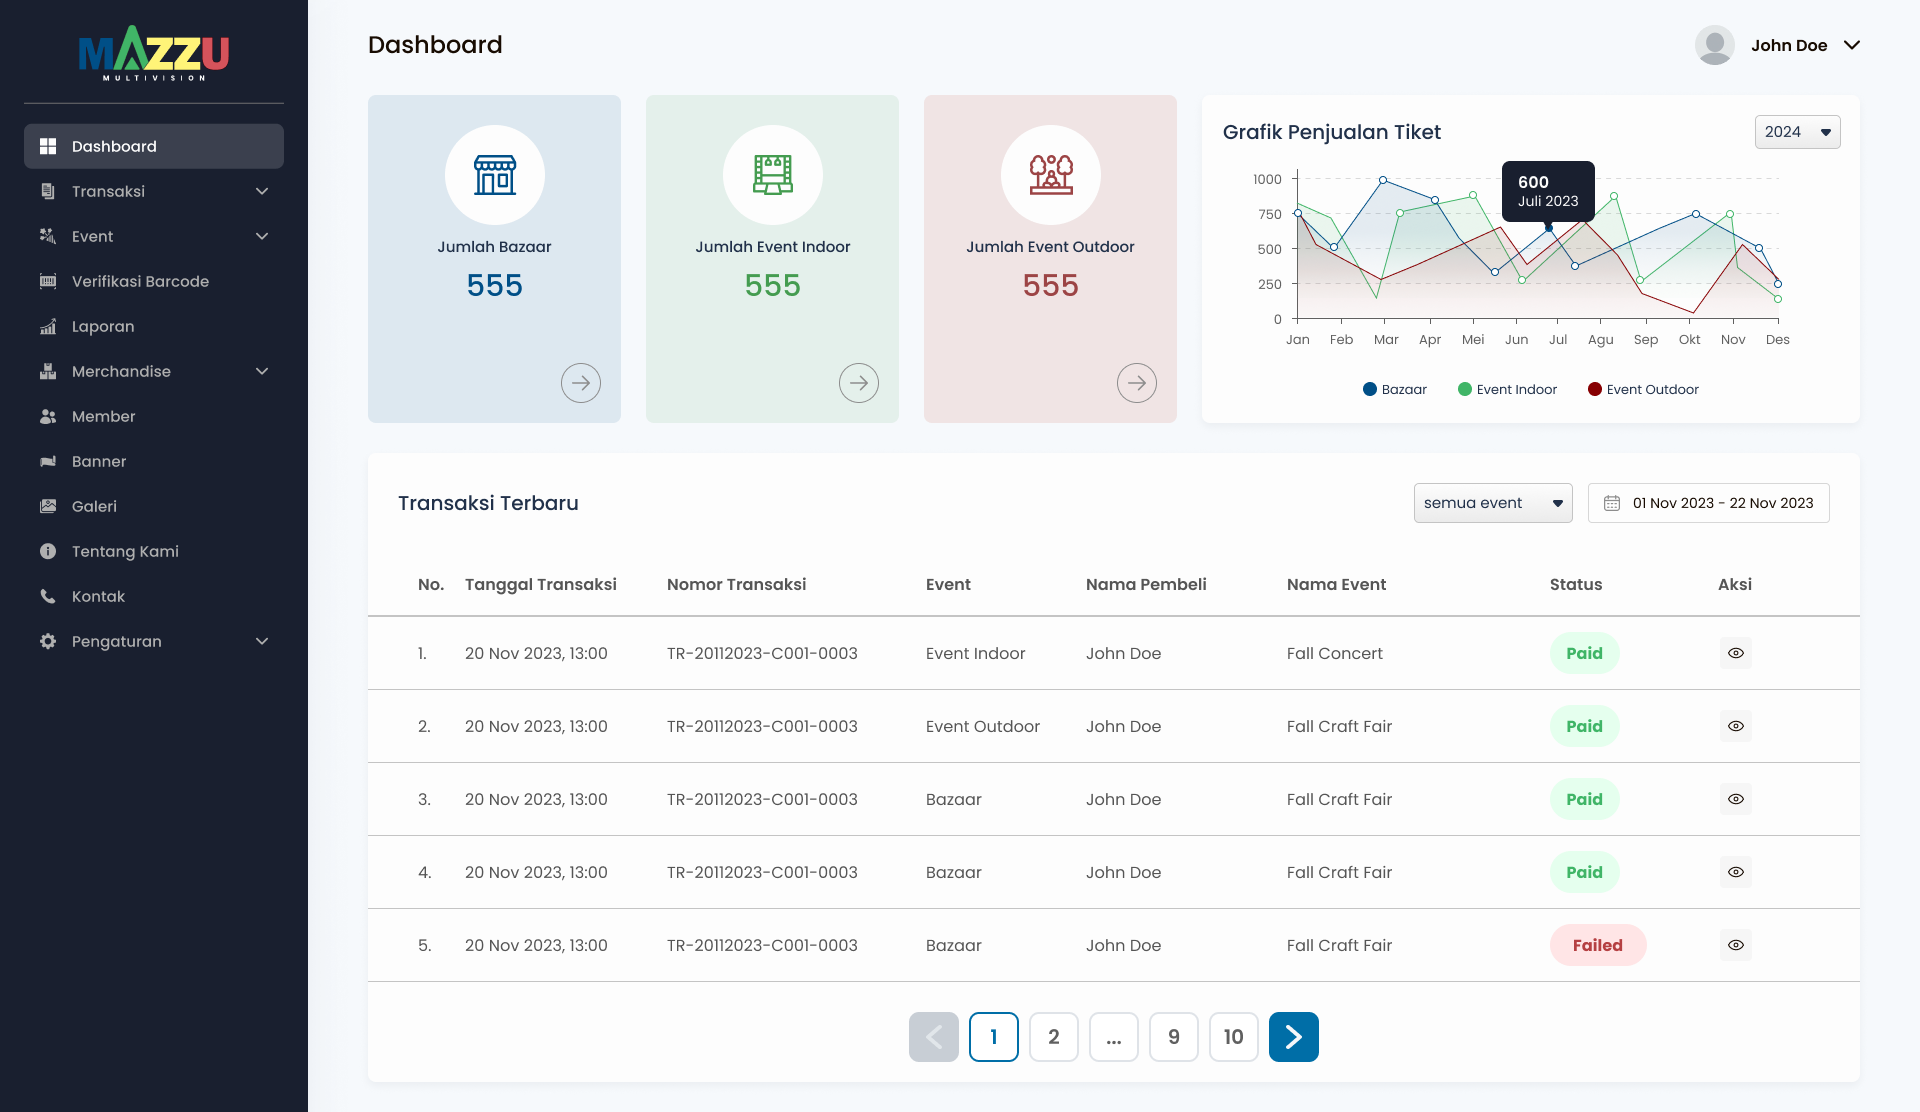 MAZZU
MULTIVISION
Dashboard
Transaksi
Event
Verifikasi Barcode
Laporan
Merchandise
Member
Banner
Galeri
Tentang Kami
Kontak
Pengaturan
Dashboard
John Doe
Jumlah Bazaar
555
Jumlah Event Indoor
555
Jumlah Event Outdoor
555
Grafik Penjualan Tiket
2024
600
Juli 2023
1000
750
500
250
0
Jan Feb Mar Apr Mei Jun Jul Agu Sep Okt Nov Des
Bazaar Event Indoor Event Outdoor
Transaksi Terbaru
semua event
01 Nov 2023 - 22 Nov 2023
No. Tanggal Transaksi Nomor Transaksi Event Nama Pembeli Nama Event Status Aksi
1. 20 Nov 2023, 13:00 TR-20112023-C001-0003 Event Indoor John Doe Fall Concert Paid
2. 20 Nov 2023, 13:00 TR-20112023-C001-0003 Event Outdoor John Doe Fall Craft Fair Paid
3. 20 Nov 2023, 13:00 TR-20112023-C001-0003 Bazaar John Doe Fall Craft Fair Paid
4. 20 Nov 2023, 13:00 TR-20112023-C001-0003 Bazaar John Doe Fall Craft Fair Paid
5. 20 Nov 2023, 13:00 TR-20112023-C001-0003 Bazaar John Doe Fall Craft Fair Failed
1 2 ... 9 10